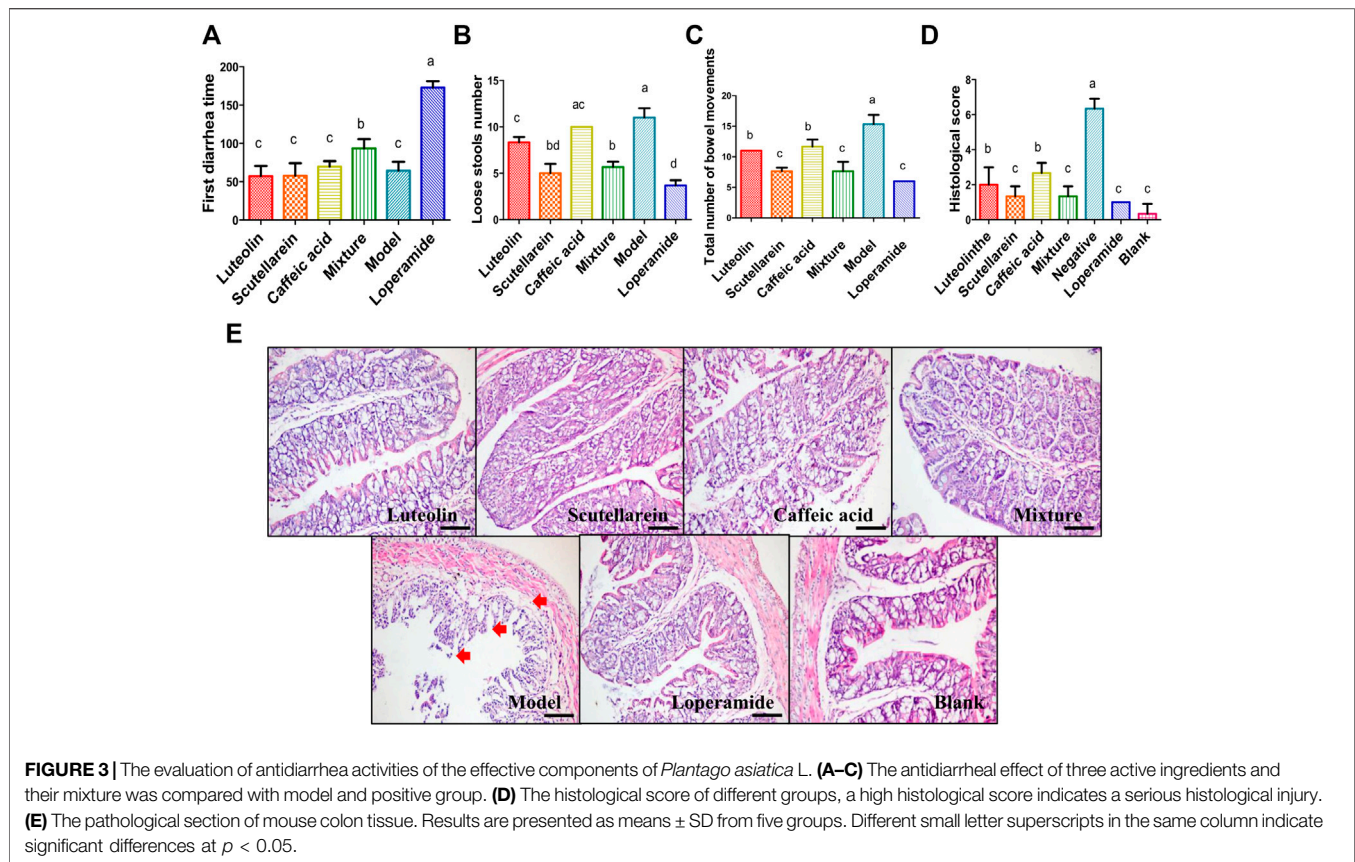 A
First diarrhea time
200
150
100
50
0
c
c
c
b
c
a
Luteolin
Scutellarein
Caffeic acid
Mixture
Model
Loperamide
B
Loose stools number
15
10
5
0
c
bd
ac
b
a
d
Luteolin
Scutellarein
Caffeic acid
Mixture
Model
Loperamide
C
Total number of bowel movements
20
15
10
5
0
b
c
b
c
a
c
Luteolin
Scutellarein
Caffeic acid
Mixture
Model
Loperamide
D
Histological score
8
6
4
2
0
b
c
b
c
a
c
c
Luteolinthe
Scutellarein
Caffeic acid
Mixture
Negative
Loperamide
Blank
E
Luteolin
Scutellarein
Caffeic acid
Mixture
Model
Loperamide
Blank
FIGURE 3 | The evaluation of antidiarrhea activities of the effective components of Plantago asiatica L. (A–C) The antidiarrheal effect of three active ingredients and
their mixture was compared with model and positive group. (D) The histological score of different groups, a high histological score indicates a serious histological injury.
(E) The pathological section of mouse colon tissue. Results are presented as means ± SD from five groups. Different small letter superscripts in the same column indicate
significant differences at p < 0.05.